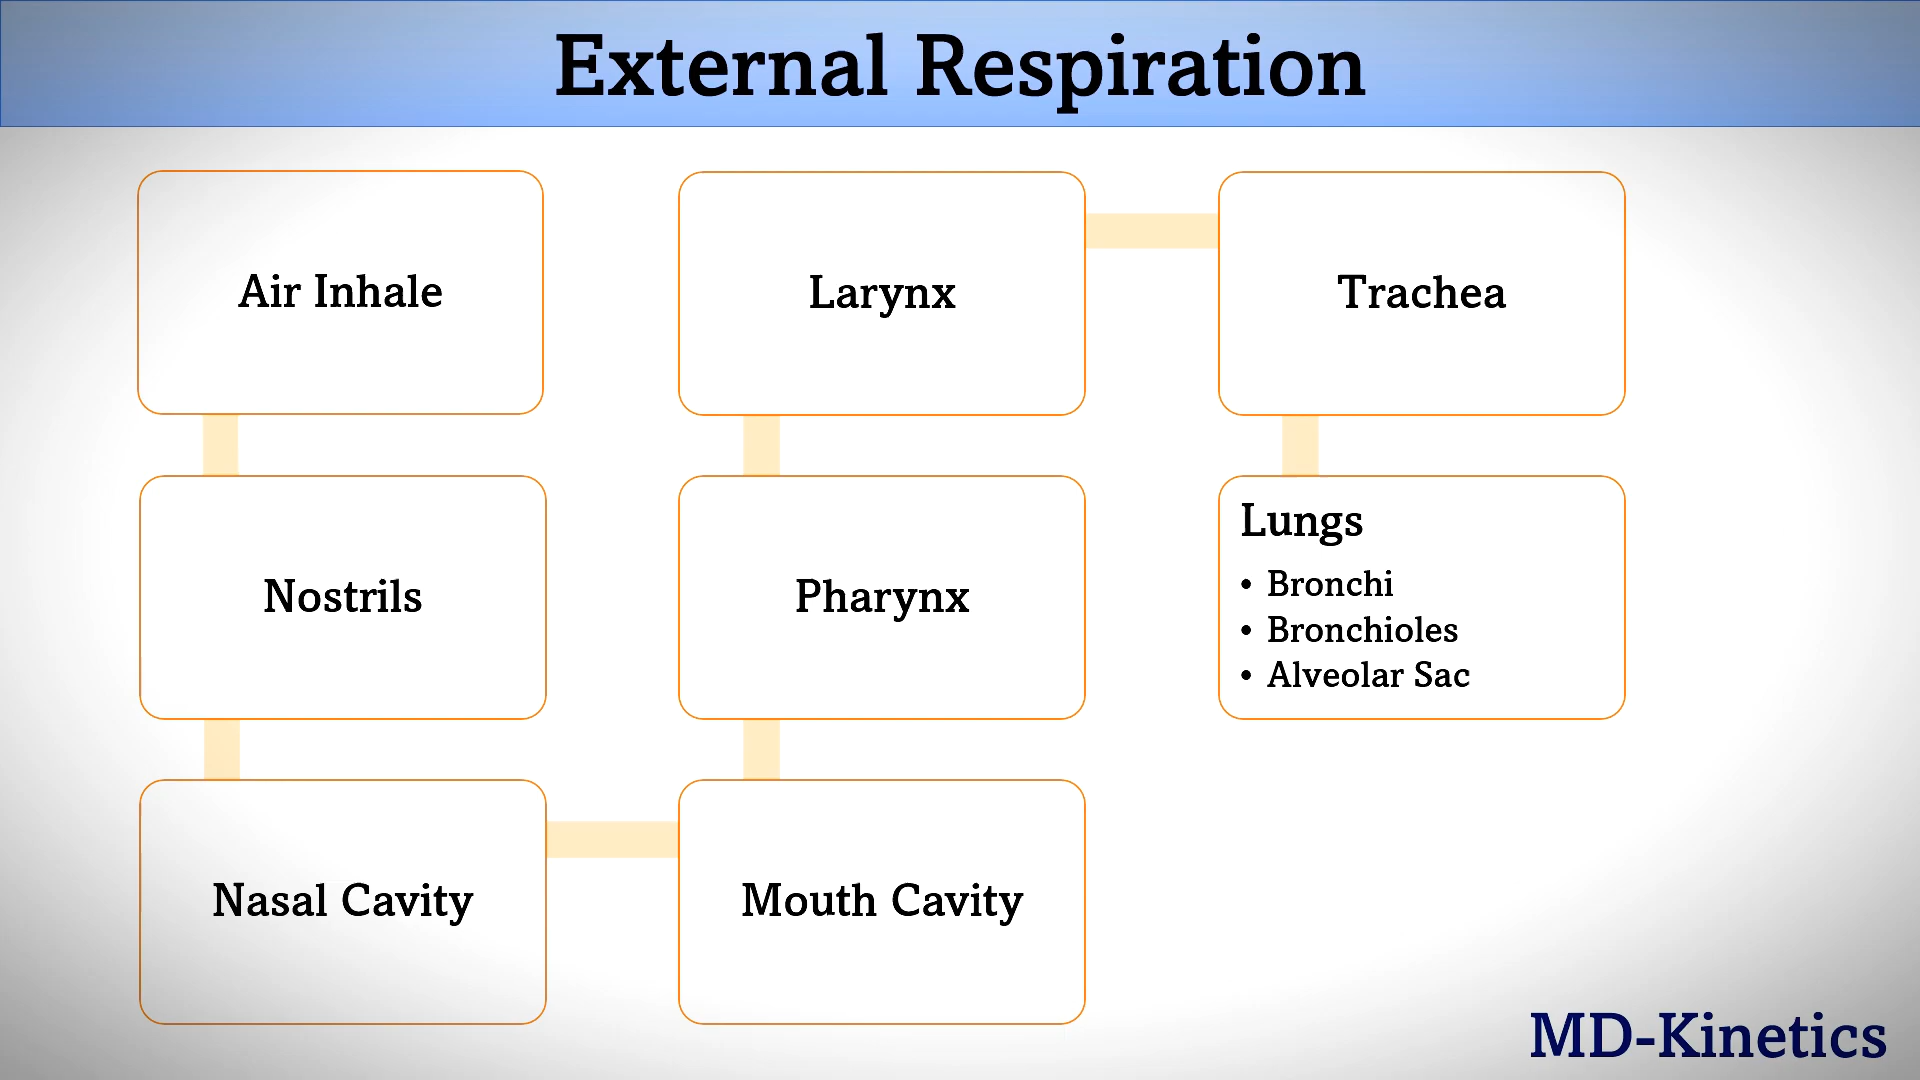 External Respiration
Air Inhale
Nostrils
Nasal Cavity
Mouth Cavity
Pharynx
Larynx
Trachea
Lungs
• Bronchi
• Bronchioles
• Alveolar Sac
MD-Kinetics